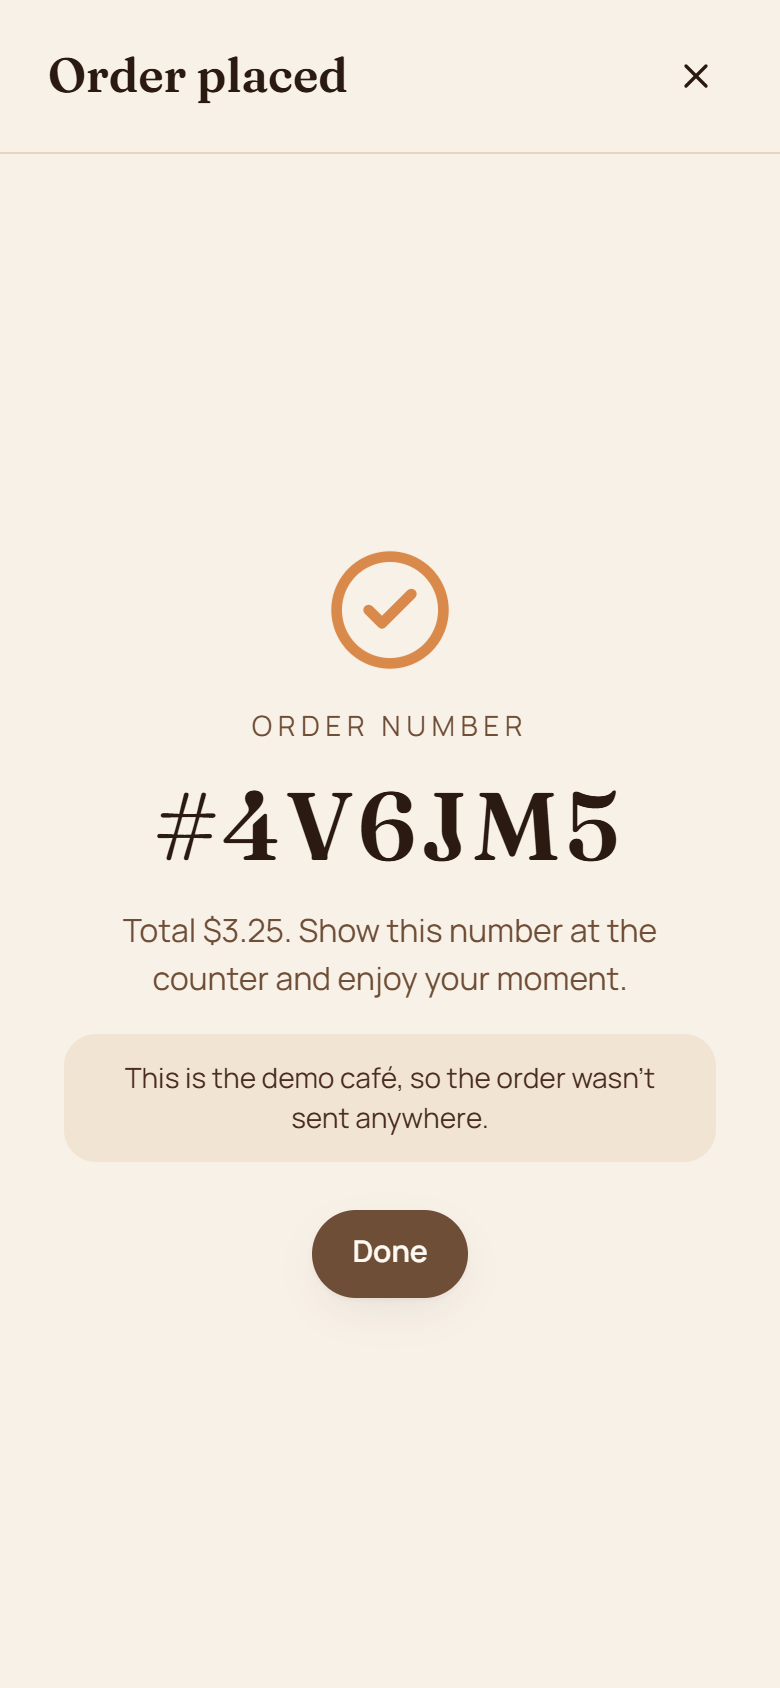 Order placed
ORDER NUMBER
#4V6JM5
Total $3.25. Show this number at the
counter and enjoy your moment.
This is the demo café, so the order wasn’t
sent anywhere.
Done